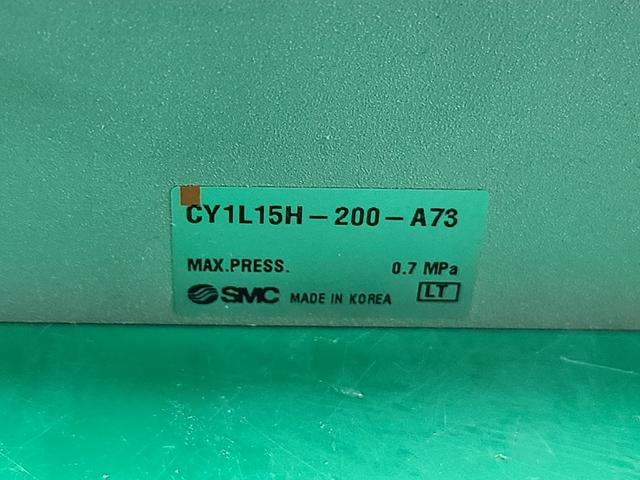 CY1L15H-200-A73
MAX.PRESS. 0.7 MPa
SMC MADE IN KOREA LT